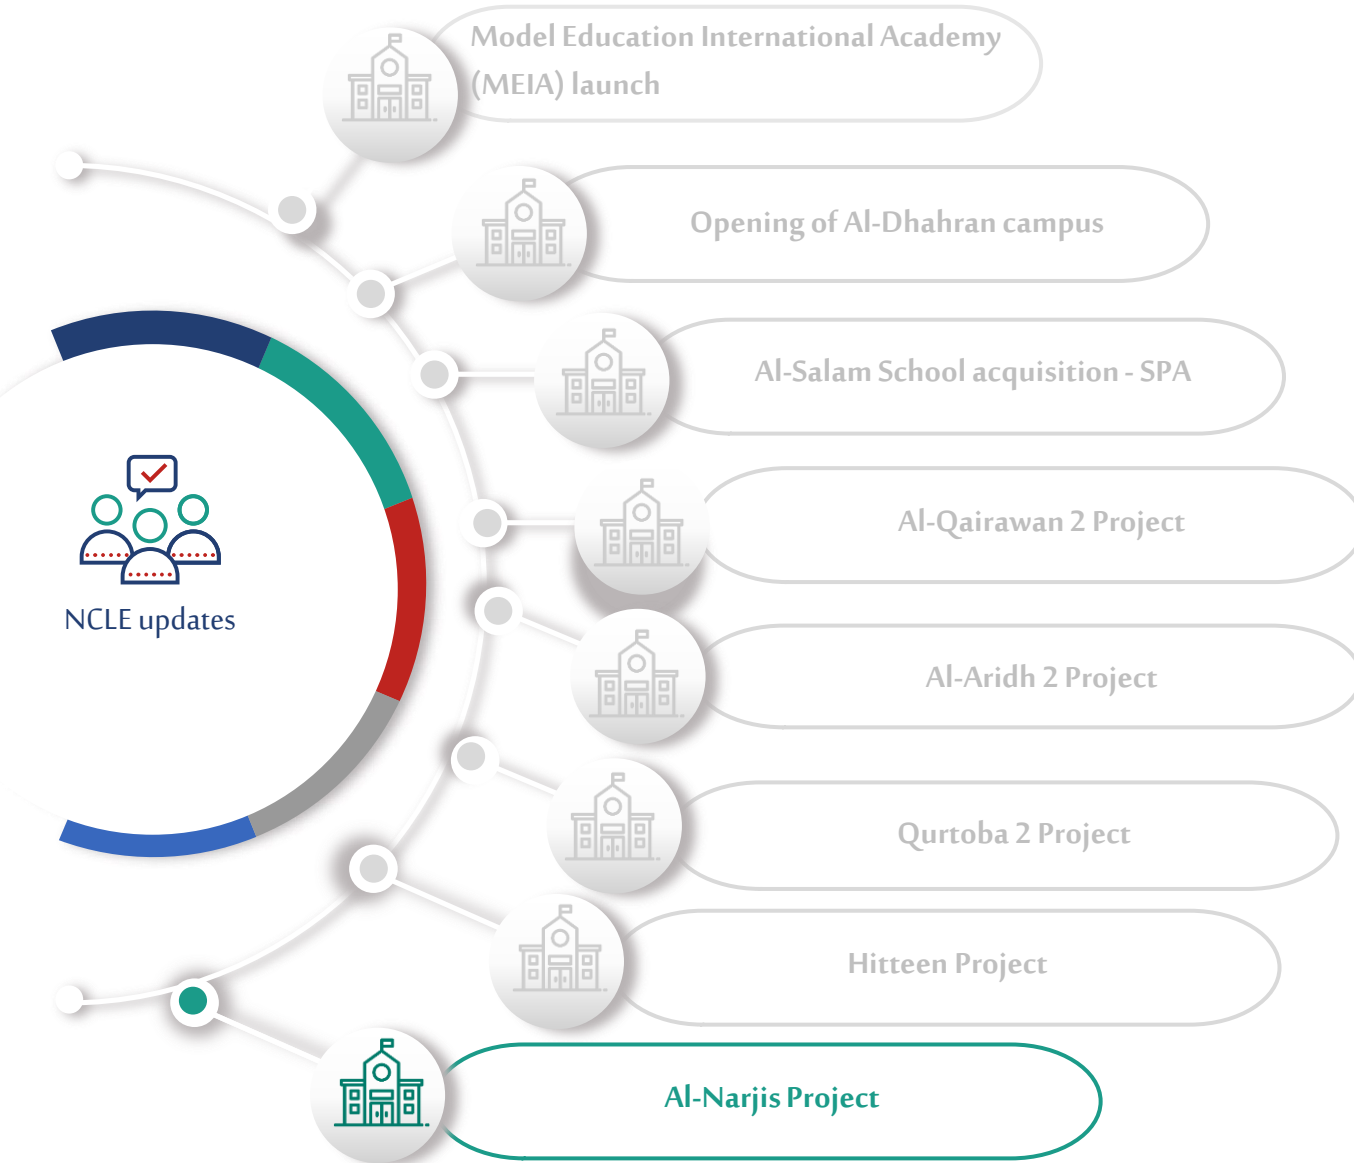 Model Education International Academy
(MEIA) launch
Opening of Al-Dhahran campus
Al-Salam School acquisition - SPA
Al-Qairawan 2 Project
NCLE updates
Al-Aridh 2 Project
Qurtoba 2 Project
Hitteen Project
Al-Narjis Project